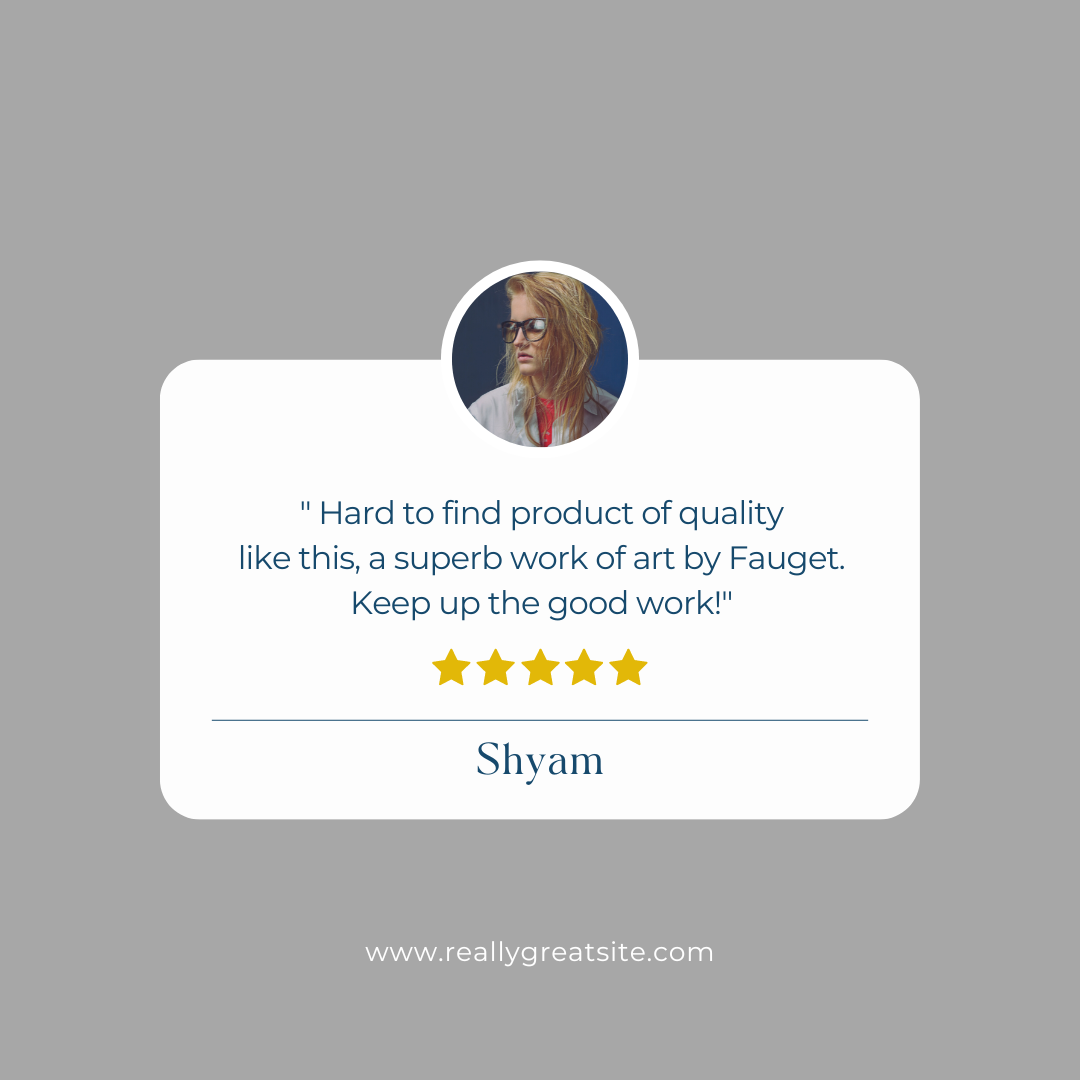 " Hard to find product of quality
like this, a superb work of art by Fauget.
Keep up the good work!"
Shyam
www.reallygreatsite.com